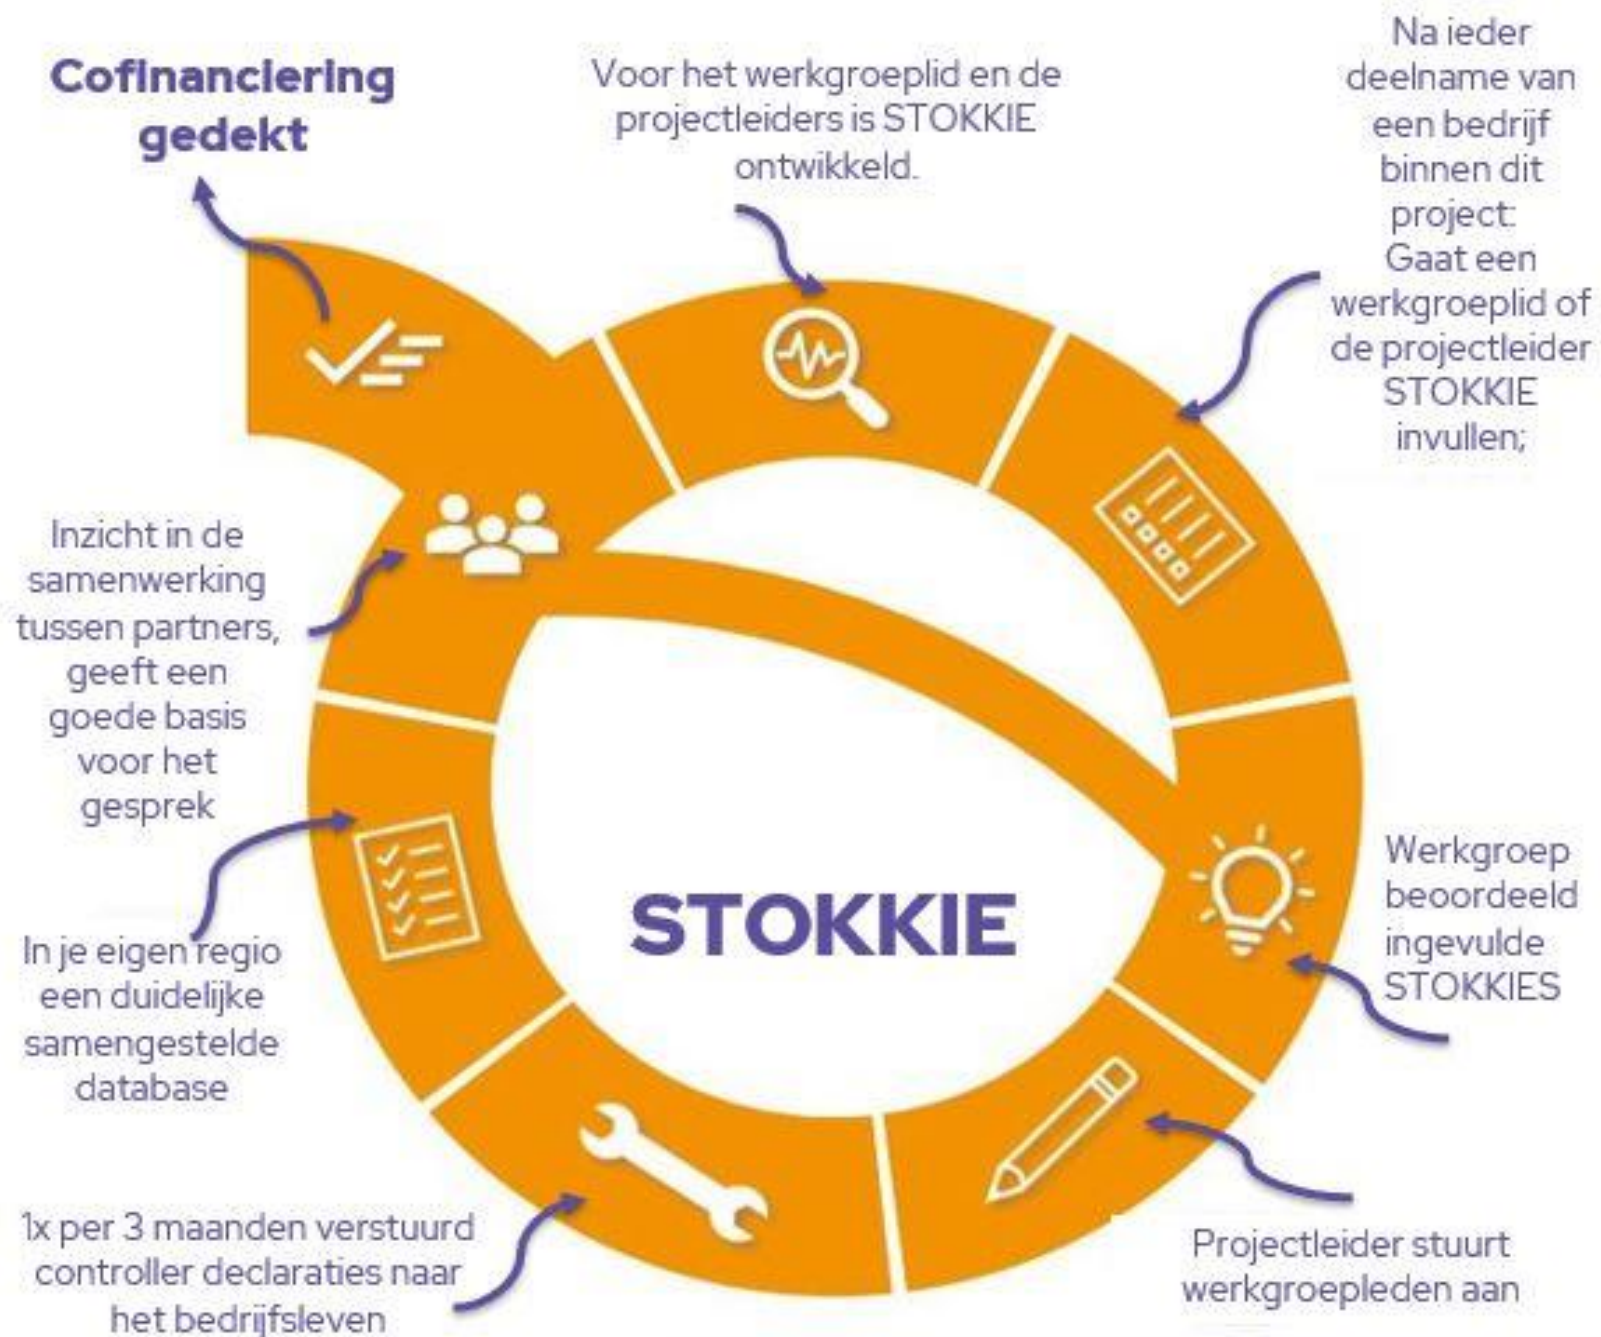 Cofinanciering
gedekt
Voor het werkgroeplid en de
projectleiders is STOKKIE
ontwikkeld.
Na ieder
deelname van
een bedrijf
binnen dit
project:
Gaat een
werkgroeplid of
de projectleider
STOKKIE
invullen;
Werkgroep
beoordeeld
ingevulde
STOKKIES
Projectleider stuurt
werkgroepleden aan
1x per 3 maanden verstuurd
controller declaraties naar
het bedrijfsleven
In je eigen regio
een duidelijke
samengestelde
database
Inzicht in de
samenwerking
tussen partners,
geeft een
goede basis
voor het
gesprek
STOKKIE